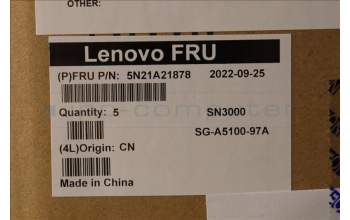 OTHER:
Lenovo FRU
(P)FRU P/N: 5N21A21878 2022-09-25
Quantity: 5 SN3000
SG-A5100-97A
(4L)Origin: CN
Made in China